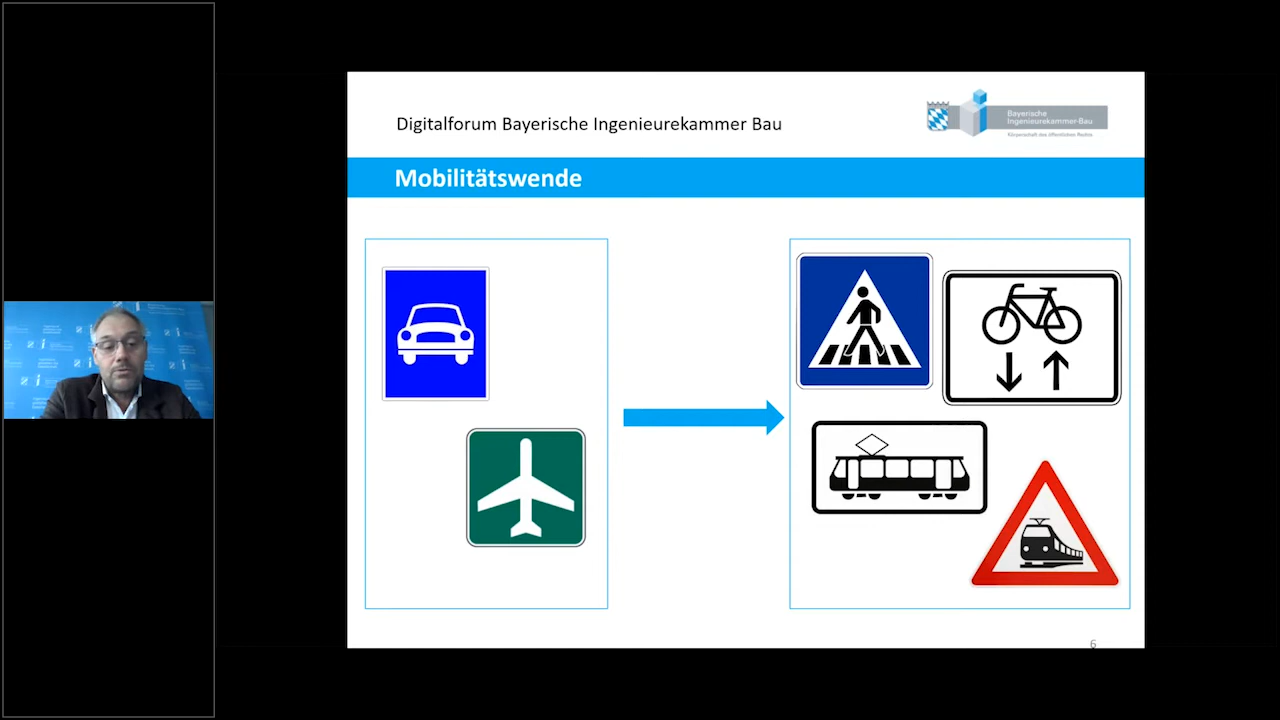 Digitalforum Bayerische Ingenieurekammer Bau
Bayerische
Ingenieurekammer-Bau
Körperschaft des öffentlichen Rechts
Mobilitätswende
6